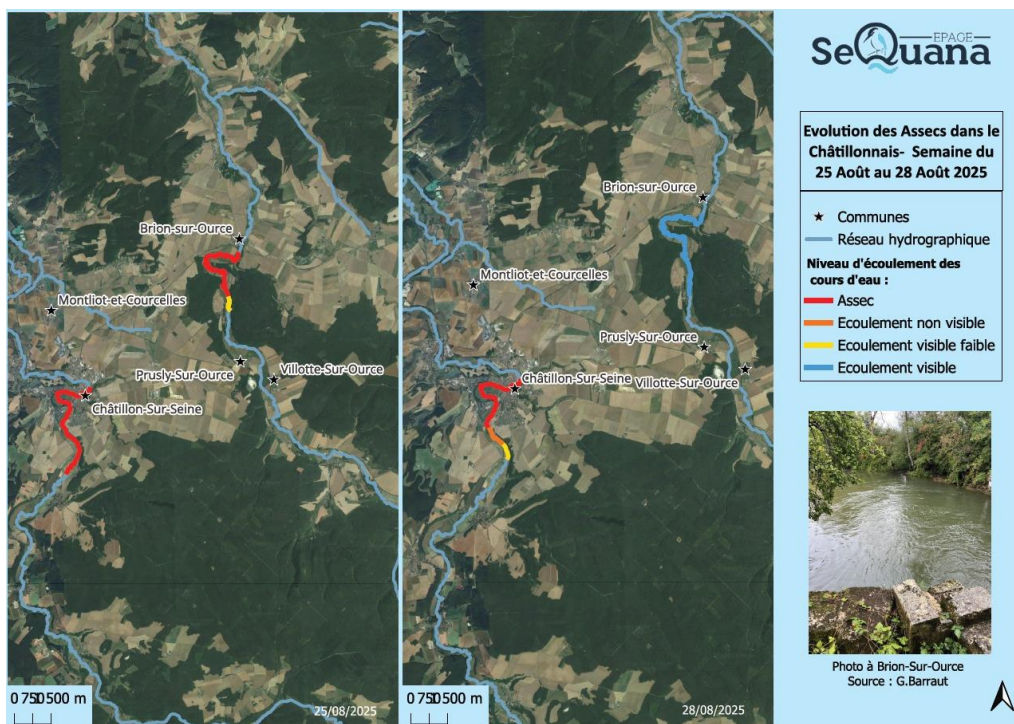 Brion-sur-Ource
Montliot-et-Courcelles
Prusly-Sur-Ource
Villotte-Sur-Ource
Châtillon-Sur-Seine
0 750 1 500 m
25/08/2025
Brion-sur-Ource
Montliot-et-Courcelles
Prusly-Sur-Ource
Châtillon-Sur-Seine
Villotte-Sur-Ource
0 750 1 500 m
28/08/2025
EPAGE
SeQuana
Evolution des Assecs dans le
Châtillonnais- Semaine du
25 Août au 28 Août 2025
Communes
Réseau hydrographique
Niveau d'écoulement des
cours d'eau :
Assec
Ecoulement non visible
Ecoulement visible faible
Ecoulement visible
Photo à Brion-Sur-Ource
Source : G.Barraut